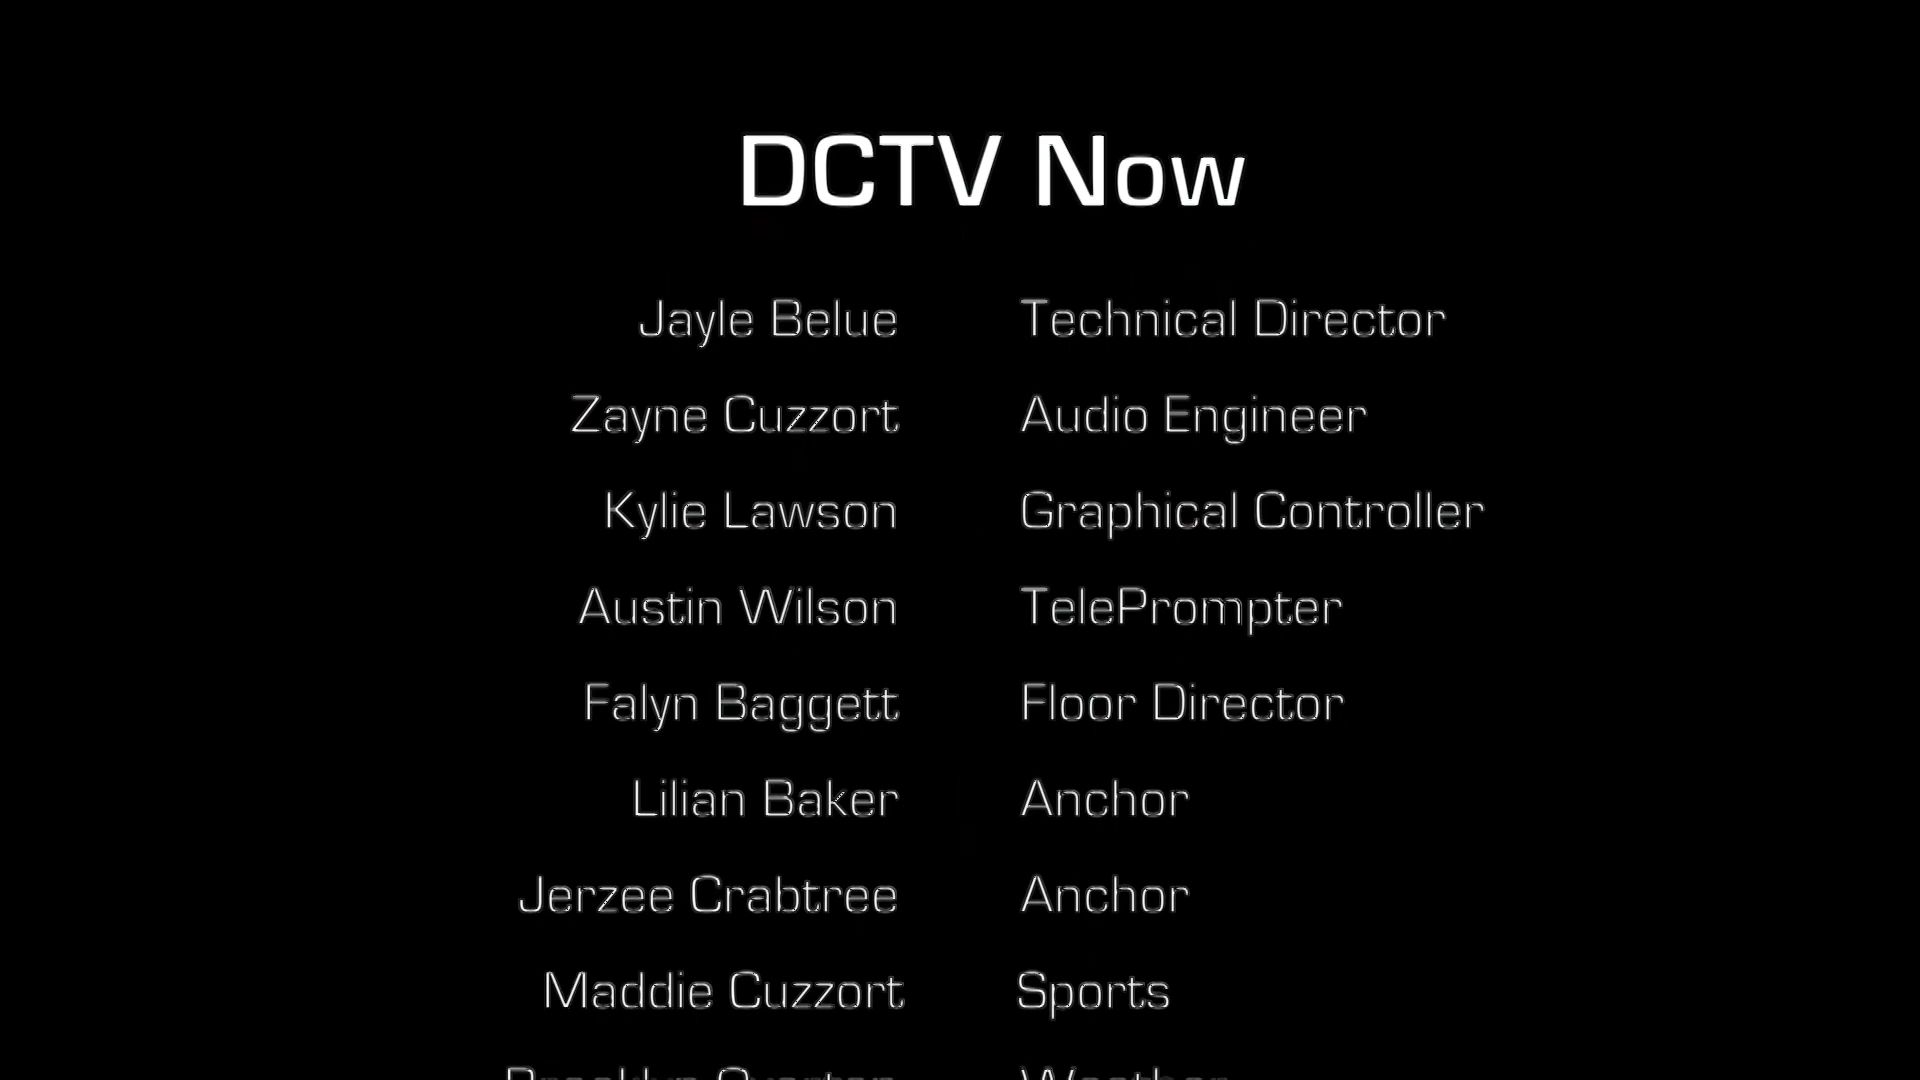 DCTV Now
Jayle Belue Technical Director
Zayne Cuzzort Audio Engineer
Kylie Lawson Graphical Controller
Austin Wilson TelePrompter
Falyn Baggett Floor Director
Lilian Baker Anchor
Jerzee Crabtree Anchor
Maddie Cuzzort Sports